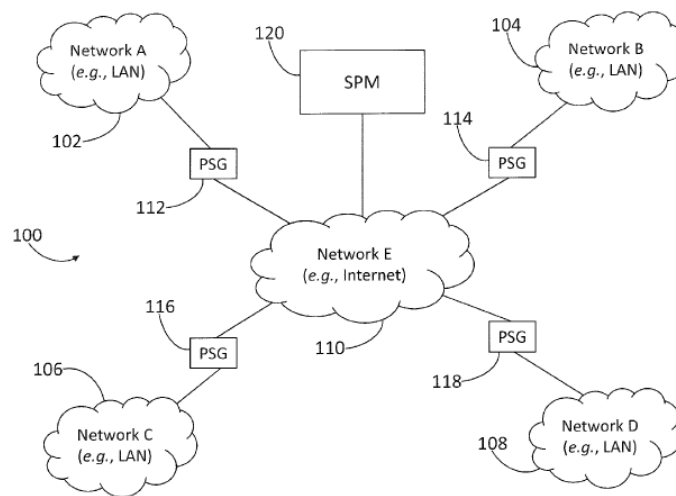 Network A
(e.g., LAN)
102
120
SPM
104
Network B
(e.g., LAN)
PSG
112
114
PSG
100
Network E
(e.g., Internet)
110
116
PSG
PSG
118
106
Network C
(e.g., LAN)
Network D
(e.g., LAN)
108